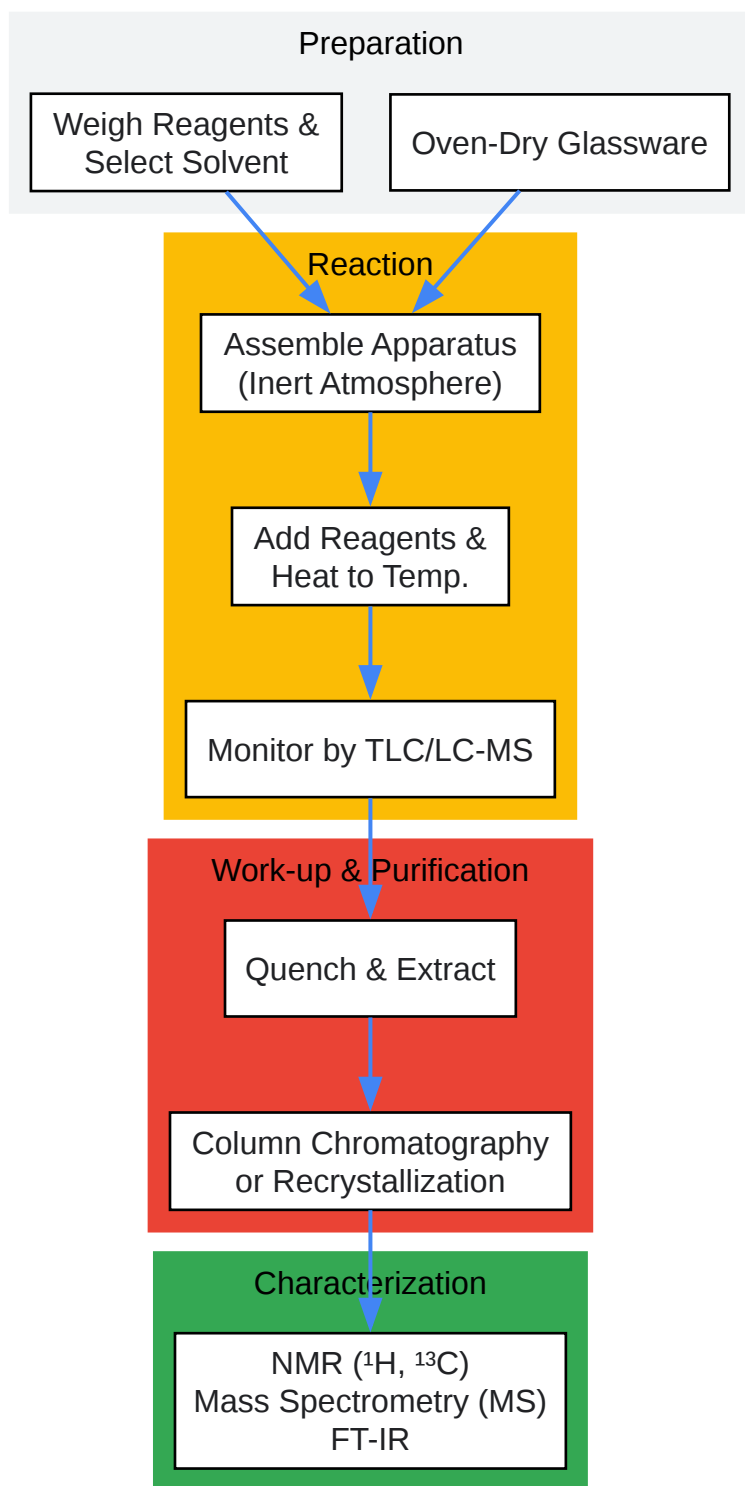 Preparation
Weigh Reagents &
Select Solvent
Oven-Dry Glassware
Reaction
Assemble Apparatus
(Inert Atmosphere)
Add Reagents &
Heat to Temp.
Monitor by TLC/LC-MS
Work-up & Purification
Quench & Extract
Column Chromatography
or Recrystallization
Characterization
NMR (¹H, ¹³C)
Mass Spectrometry (MS)
FT-IR